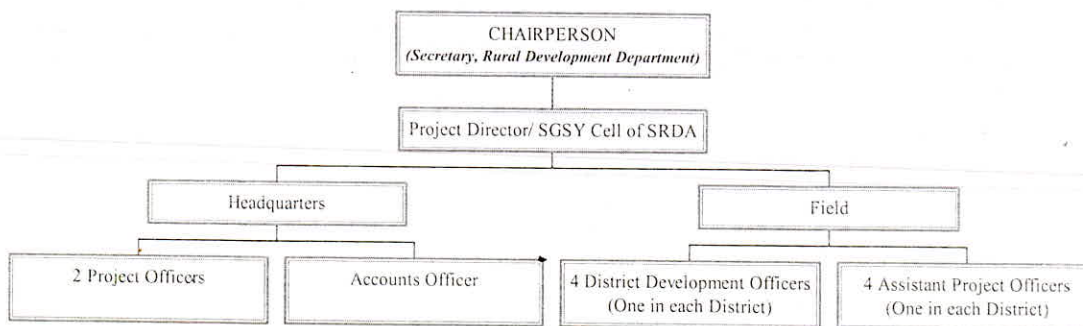 CHAIRPERSON
(Secretary, Rural Development Department)
Project Director/ SGSY Cell of SRDA
Headquarters
Field
2 Project Officers
Accounts Officer
4 District Development Officers
(One in each District)
4 Assistant Project Officers
(One in each District)